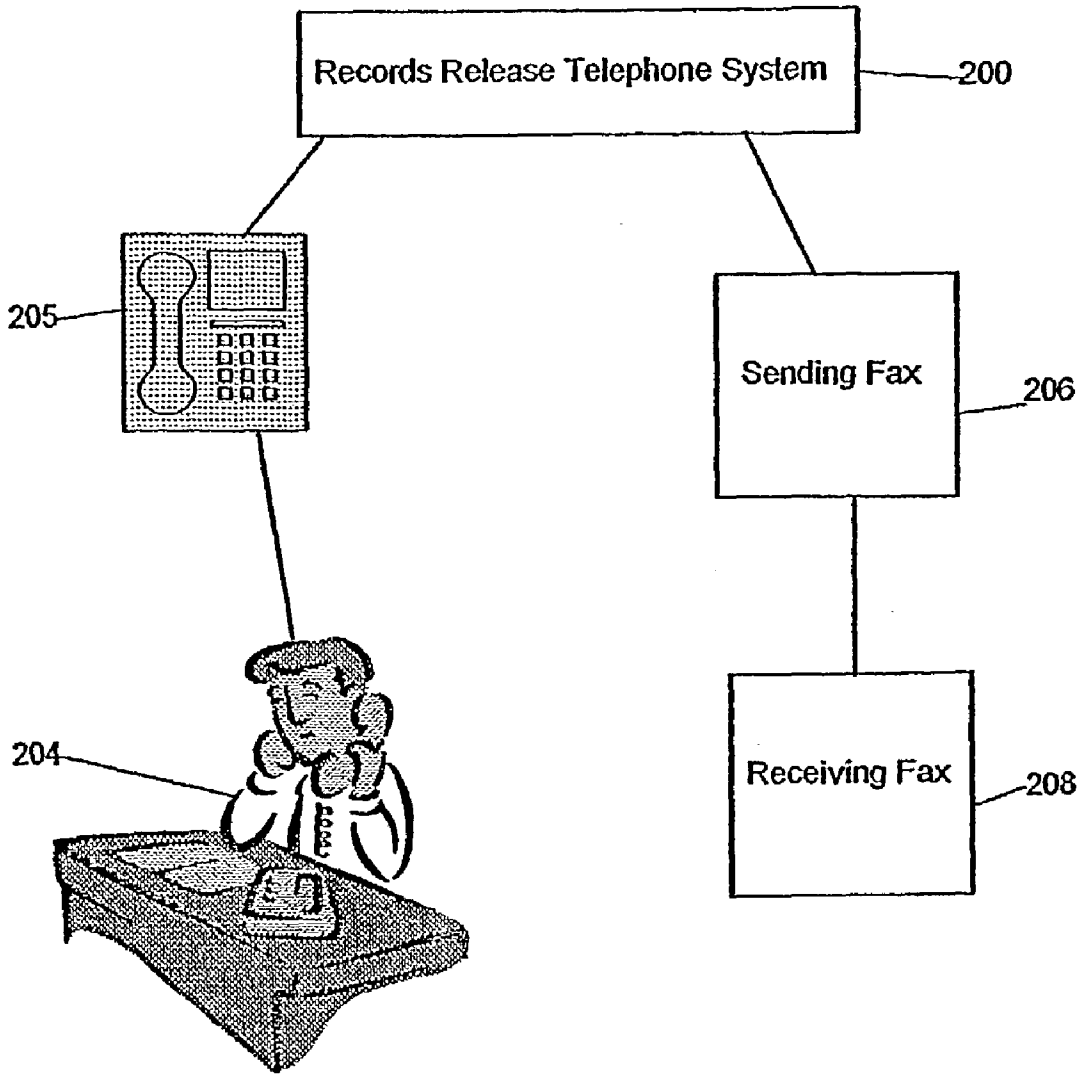 Records Release Telephone System
200
205
Sending Fax
206
204
Receiving Fax
208